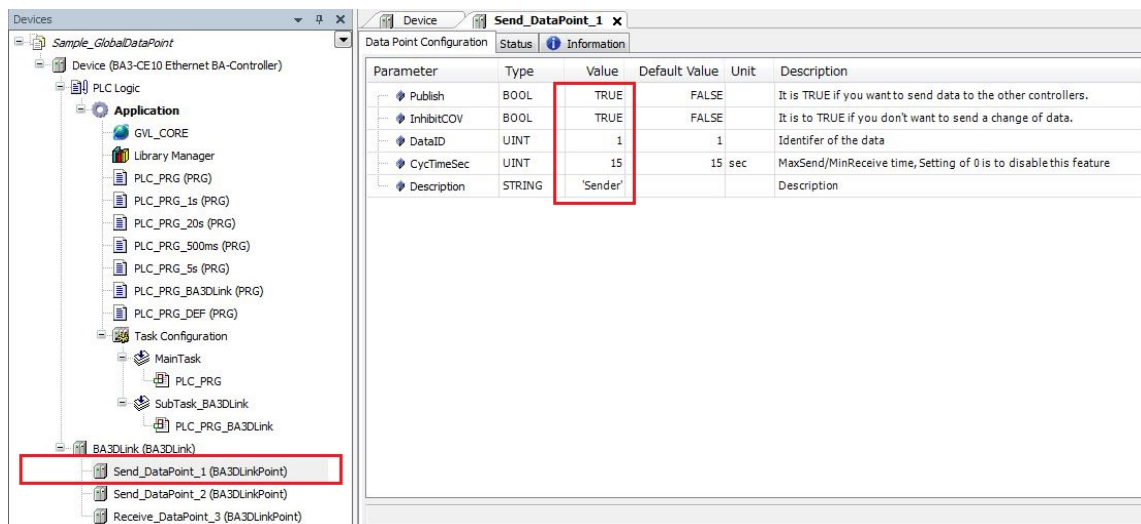 Devices
Sample_GlobalDataPoint
Device (BA3-CE10 Ethernet BA-Controller)
PLC Logic
Application
GVL_CORE
Library Manager
PLC_PRG (PRG)
PLC_PRG_1s (PRG)
PLC_PRG_20s (PRG)
PLC_PRG_500ms (PRG)
PLC_PRG_5s (PRG)
PLC_PRG_BA3DLink (PRG)
PLC_PRG_DEF (PRG)
Task Configuration
MainTask
PLC_PRG
SubTask_BA3DLink
PLC_PRG_BA3DLink
BA3DLink (BA3DLink)
Send_DataPoint_1 (BA3DLinkPoint)
Send_DataPoint_2 (BA3DLinkPoint)
Receive_DataPoint_3 (BA3DLinkPoint)
Device Send_DataPoint_1
Data Point Configuration Status Information
Parameter Type Value Default Value Unit Description
Publish BOOL TRUE FALSE It is TRUE if you want to send data to the other controllers.
InhibitCOV BOOL TRUE FALSE It is to TRUE if you don't want to send a change of data.
DataID UINT 1 1 Identifer of the data
CycTimeSec UINT 15 15 sec MaxSend/MinReceive time, Setting of 0 is to disable this feature
Description STRING 'Sender' Description